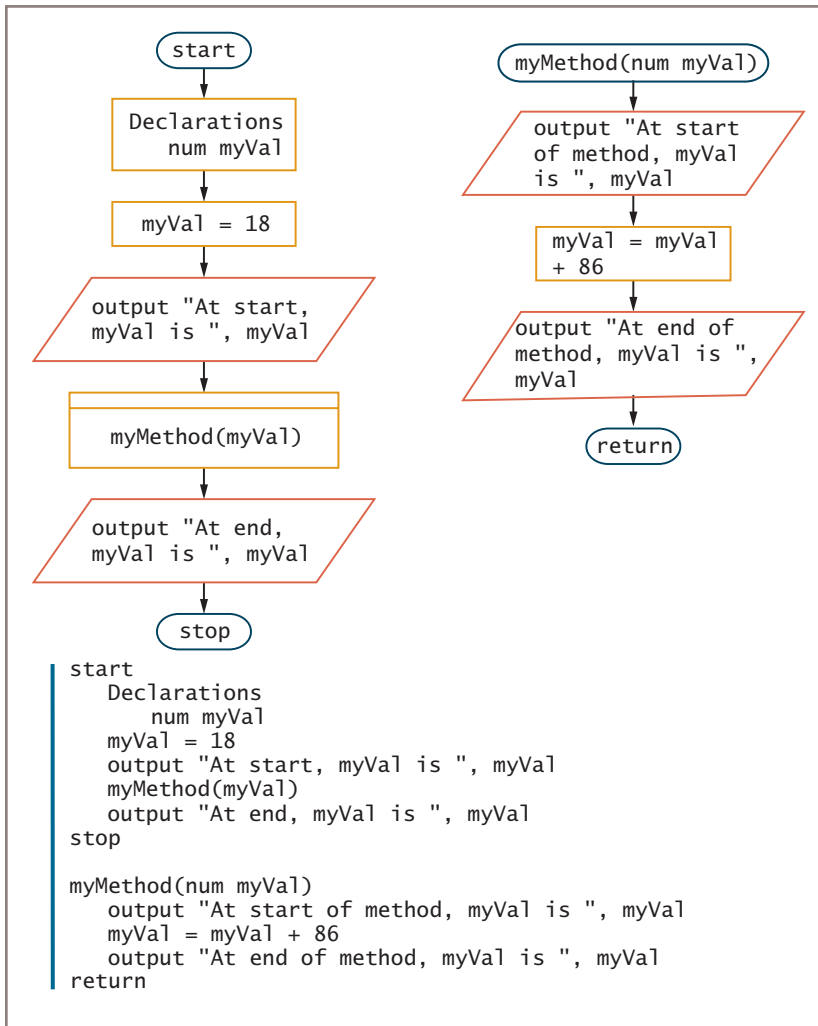 start
Declarations
num myVal
myVal = 18
output "At start,
myVal is ", myVal
myMethod(myVal)
output "At end,
myVal is ", myVal
stop
myMethod(num myVal)
output "At start
of method, myVal
is ", myVal
myVal = myVal
+ 86
output "At end of
method, myVal is ",
myVal
return
start
Declarations
num myVal
myVal = 18
output "At start, myVal is ", myVal
myMethod(myVal)
output "At end, myVal is ", myVal
stop
myMethod(num myVal)
output "At start of method, myVal is ", myVal
myVal = myVal + 86
output "At end of method, myVal is ", myVal
return